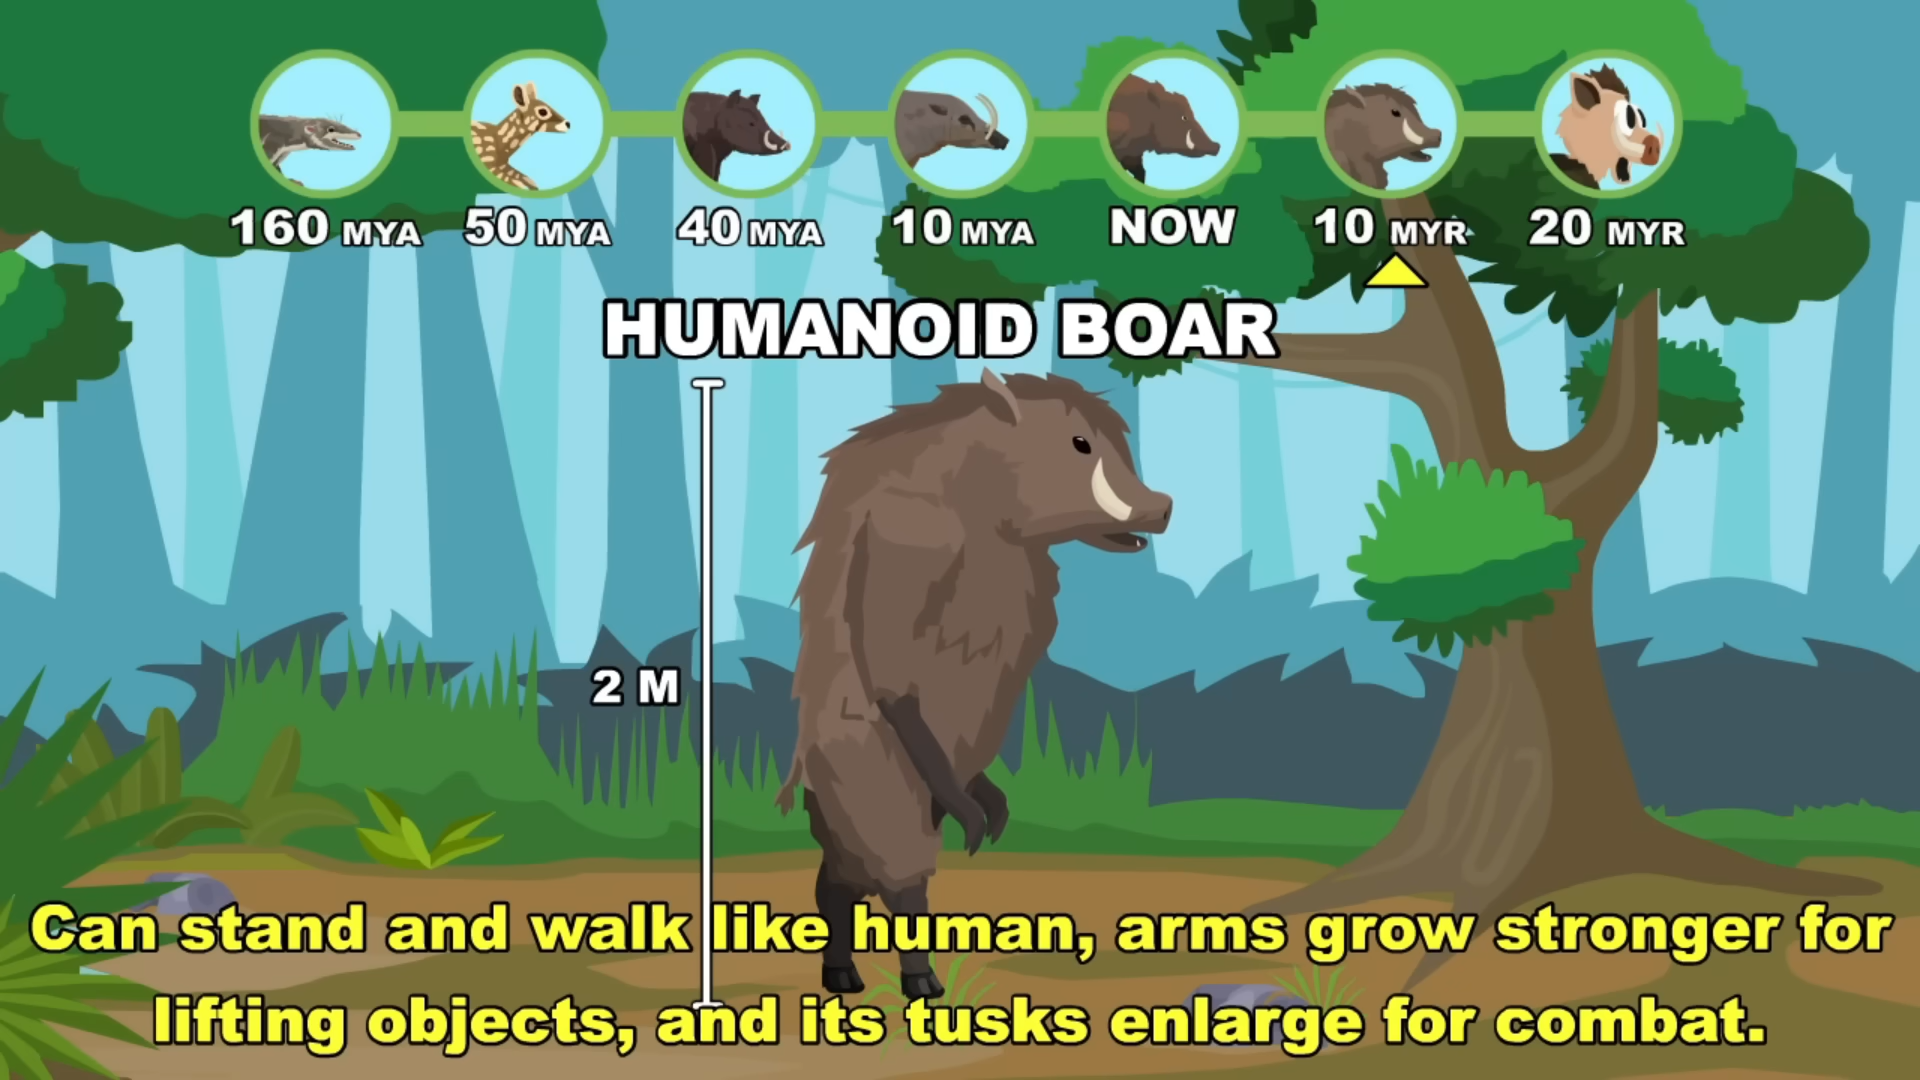 160 MYA 50 MYA 40 MYA 10 MYA NOW 10 MYR 20 MYR
HUMANOID BOAR
2 M
Can stand and walk like human, arms grow stronger for
lifting objects, and its tusks enlarge for combat.